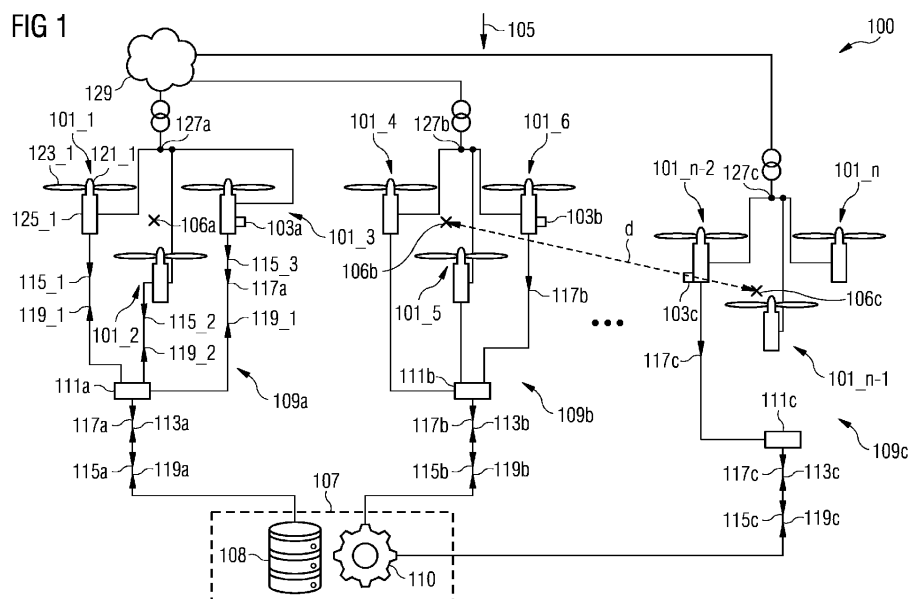 FIG 1
105
100
129
127a
127b
127c
101_1
123_1
121_1
125_1
101_4
101_6
101_n-2
101_n
106a
103a
101_3
106b
103b
d
103c
106c
115_1
119_1
101_2
115_2
119_2
115_3
117a
119_1
101_5
117b
117c
101_n-1
111a
109a
111b
109b
111c
109c
117a 113a
117b 113b
117c 113c
115a 119a
115b 119b
115c 119c
107
108
110